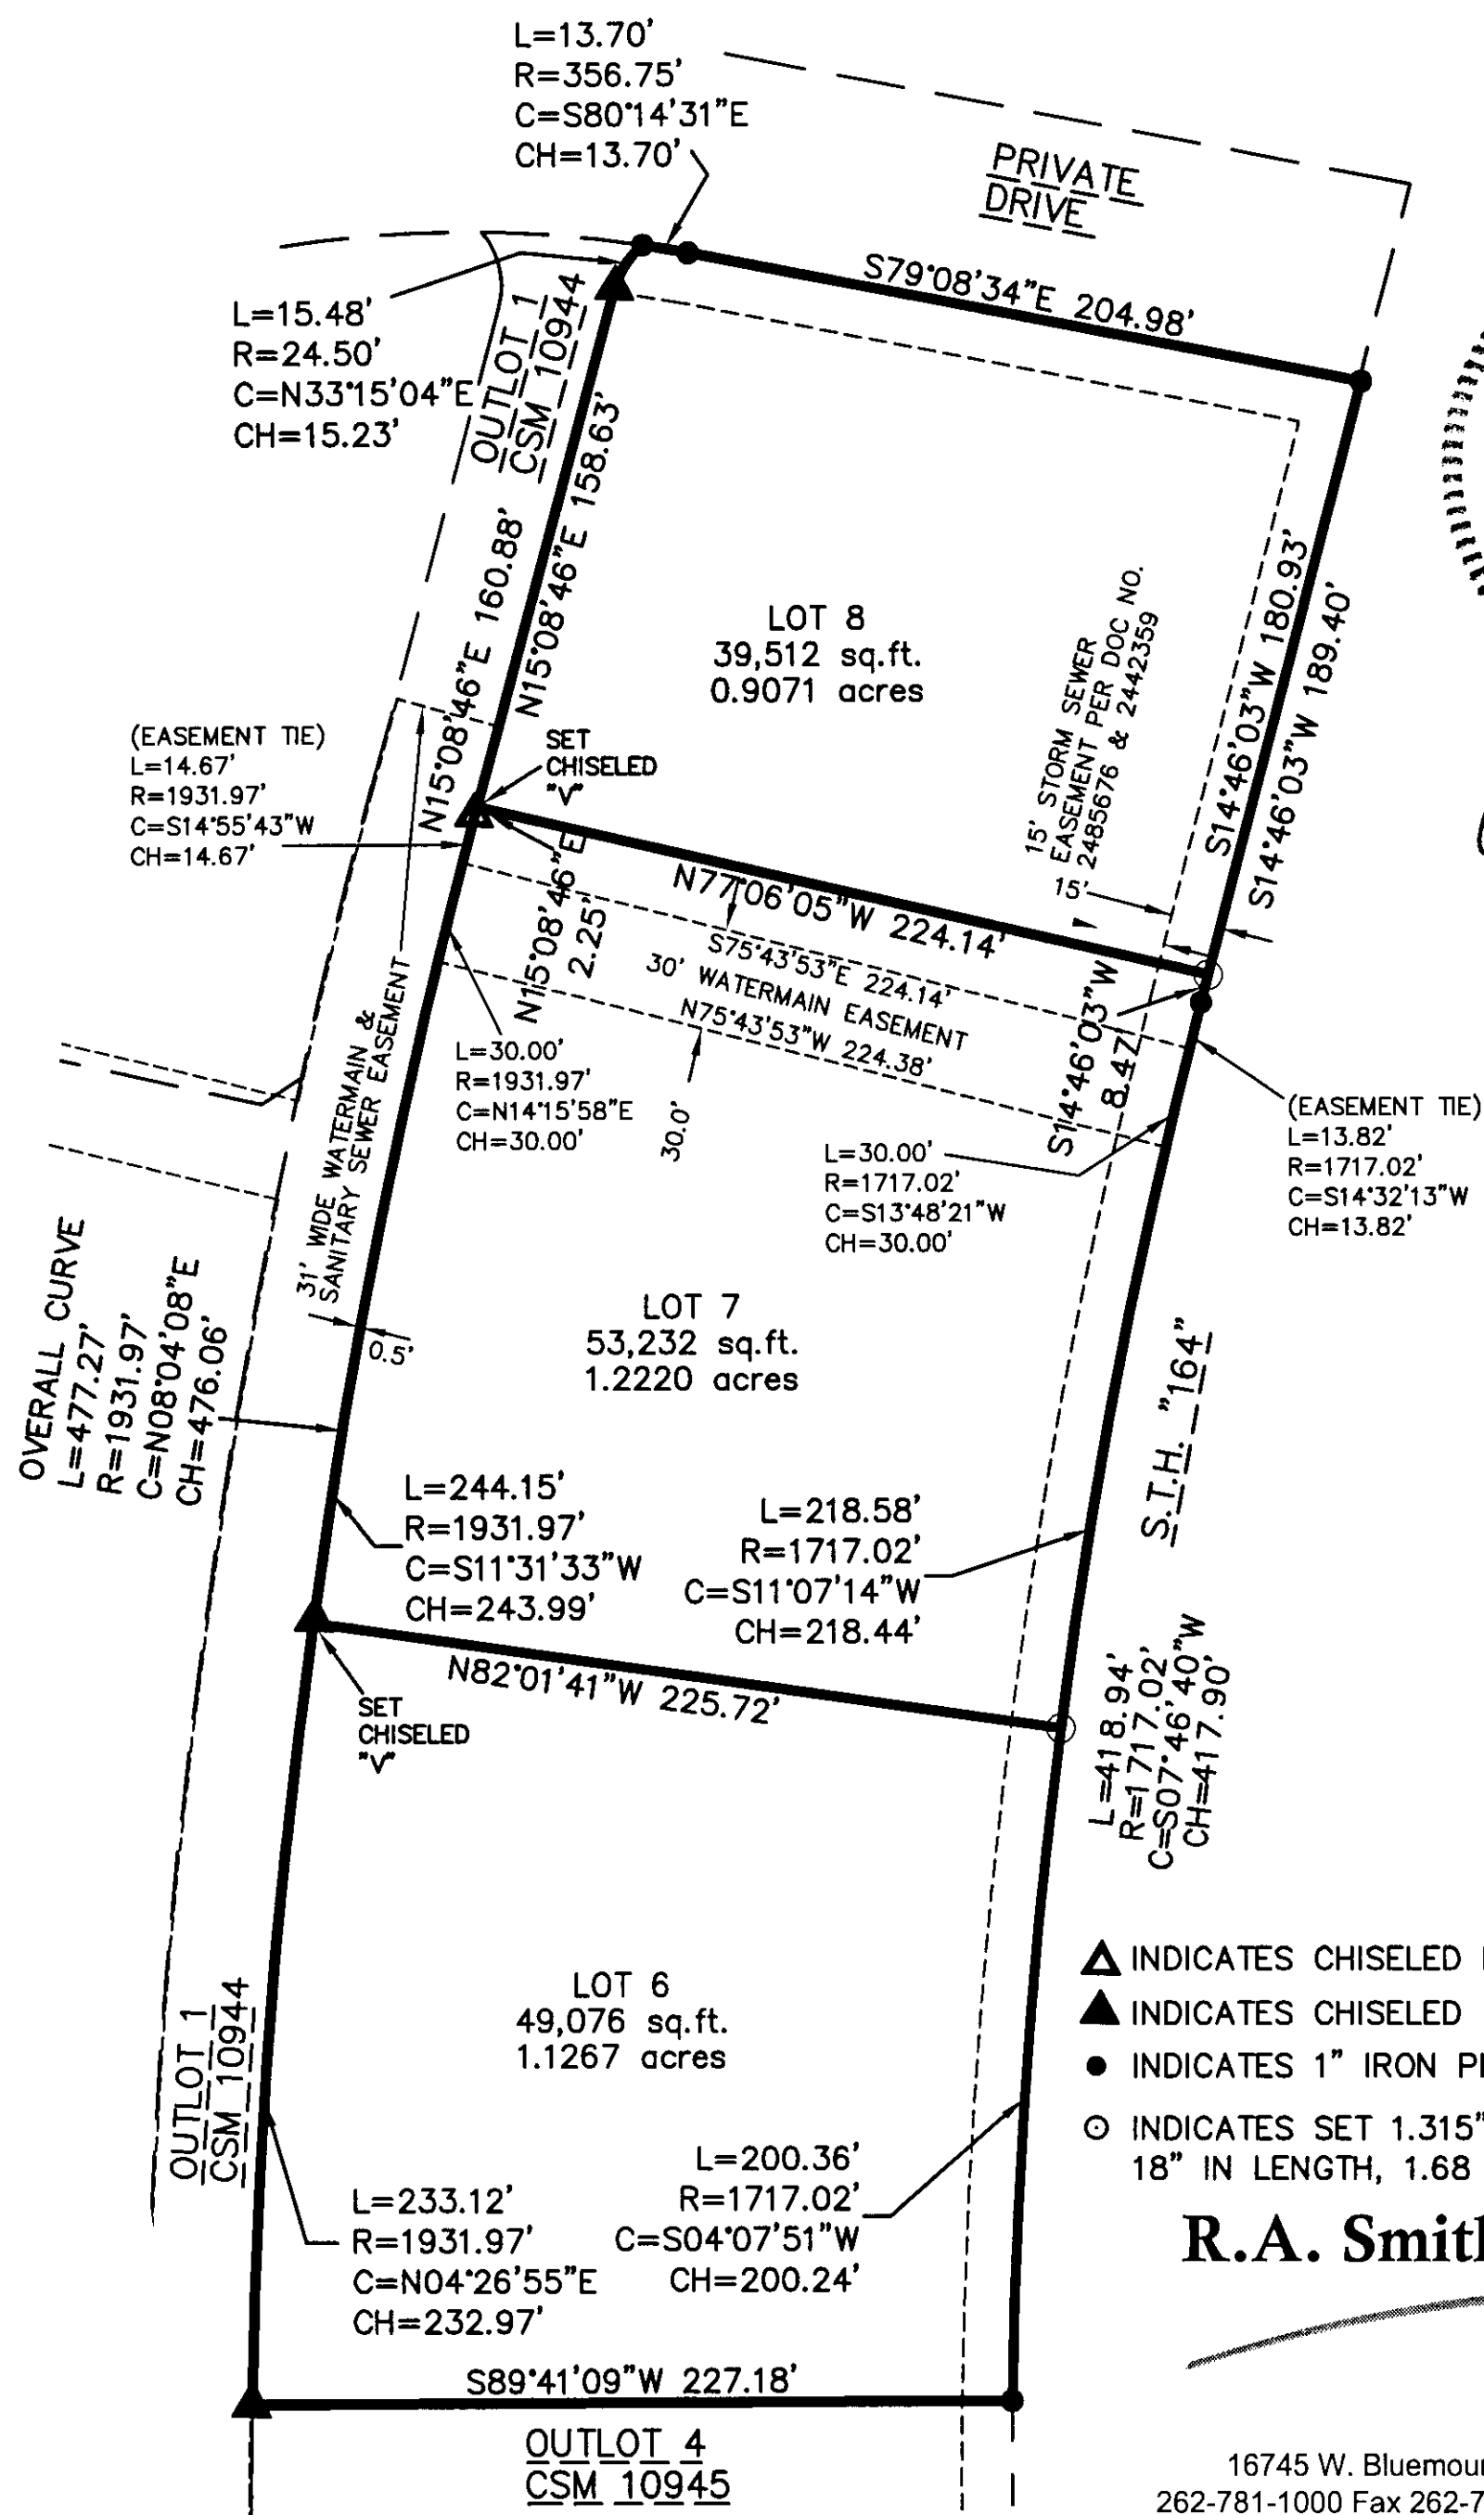 L=13.70'
R=356.75'
C=S80°14'31"E
CH=13.70'
PRIVATE
DRIVE
S79°08'34"E 204.98'
L=15.48'
R=24.50'
C=N33°15'04"E
CH=15.23'
OUTLOT 1
CSM 10944
N15°08'46"E 160.88'
N15°08'46"E 158.63'
LOT 8
39,512 sq.ft.
0.9071 acres
15' STORM SEWER
EASEMENT PER DOC NO.
2485676 & 2442359
S14°46'03"W 180.93'
S14°46'03"W 189.40'
(EASEMENT TIE)
L=14.67'
R=1931.97'
C=S14°55'43"W
CH=14.67'
SET
CHISELED
"V"
15'
N77°06'05"W 224.14'
N15°08'46"E
2.25'
S75°43'53"E 224.14'
30' WATERMAIN EASEMENT
N75°43'53"W 224.38'
S14°46'03"W
8.47'
31' WIDE WATERMAIN &
SANITARY SEWER EASEMENT
L=30.00'
R=1931.97'
C=N14°15'58"E
CH=30.00'
30.0'
L=30.00'
R=1717.02'
C=S13°48'21"W
CH=30.00'
(EASEMENT TIE)
L=13.82'
R=1717.02'
C=S14°32'13"W
CH=13.82'
OVERALL CURVE
L=477.27'
R=1931.97'
C=N08°04'08"E
CH=476.06'
0.5'
LOT 7
53,232 sq.ft.
1.2220 acres
S.T.H. "164"
L=244.15'
R=1931.97'
C=S11°31'33"W
CH=243.99'
L=218.58'
R=1717.02'
C=S11°07'14"W
CH=218.44'
N82°01'41"W 225.72'
SET
CHISELED
"V"
L=418.94'
R=1717.02'
C=S07°46'40"W
CH=417.90'
LOT 6
49,076 sq.ft.
1.1267 acres
OUTLOT 1
CSM 10944
INDICATES CHISELED
INDICATES CHISELED
INDICATES 1" IRON
INDICATES SET 1.315"
18" IN LENGTH, 1.68
R.A. Smith
L=233.12'
R=1931.97'
C=N04°26'55"E
CH=232.97'
L=200.36'
R=1717.02'
C=S04°07'51"W
CH=200.24'
S89°41'09"W 227.18'
OUTLOT 4
CSM 10945
16745 W.
262-781-1000 Fax